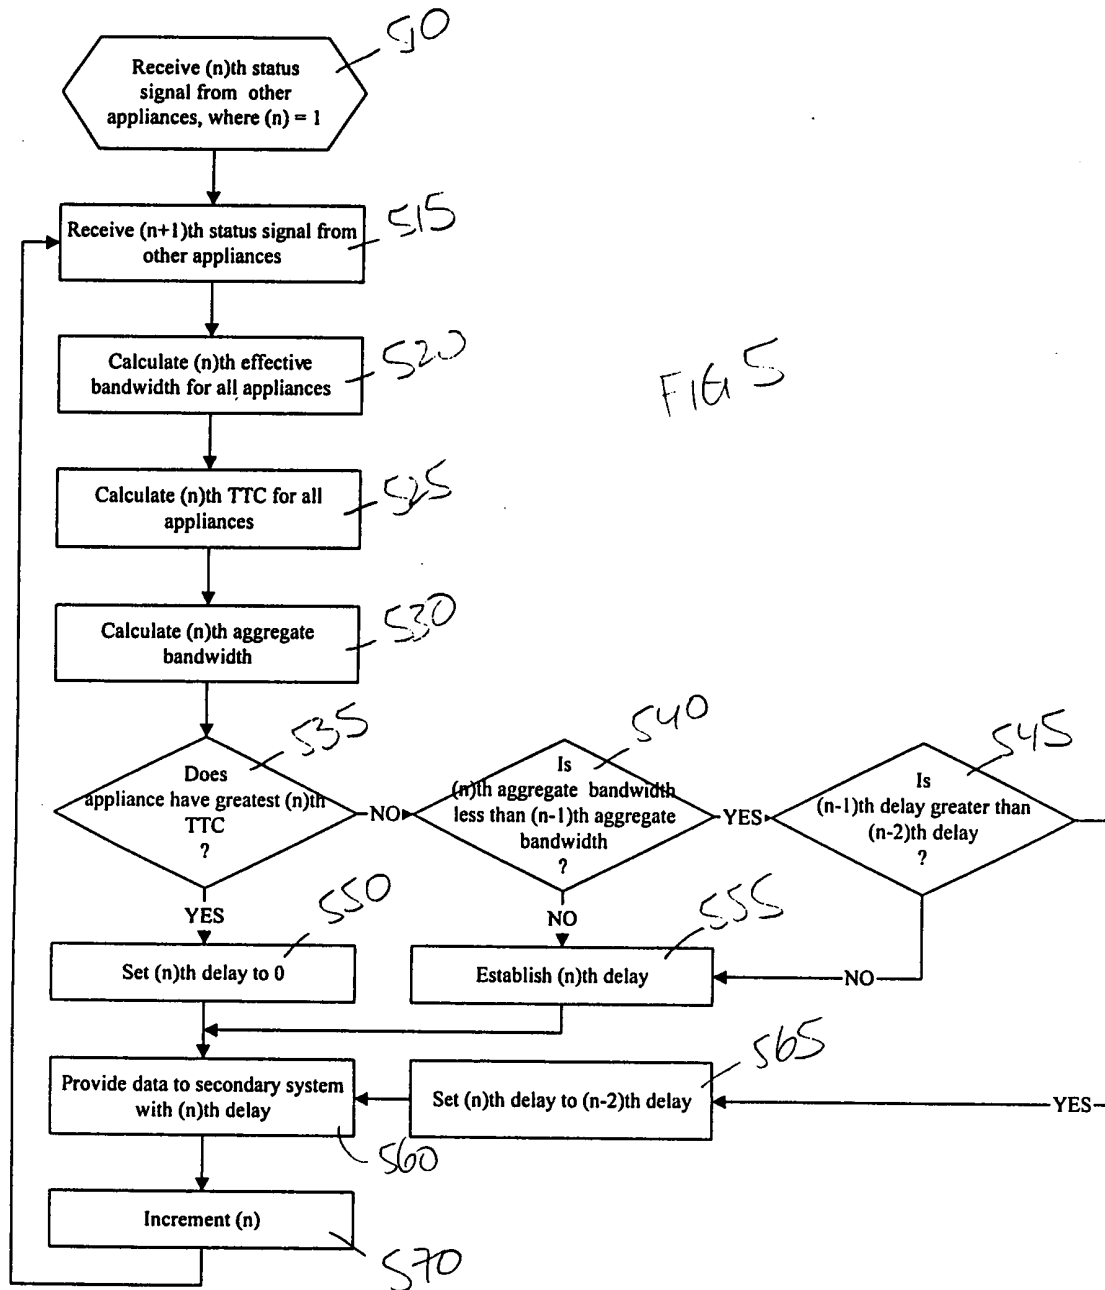 510
Receive (n)th status
signal from other
appliances, where (n) = 1
515
Receive (n+1)th status signal from
other appliances
520
Calculate (n)th effective
bandwidth for all appliances
FIG 5
525
Calculate (n)th TTC for all
appliances
530
Calculate (n)th aggregate
bandwidth
535
Does
appliance have greatest (n)th
TTC
?
NO
540
Is
(n)th aggregate bandwidth
less than (n-1)th aggregate
bandwidth
?
YES
545
Is
(n-1)th delay greater than
(n-2)th delay
?
YES
550
Set (n)th delay to 0
NO
555
Establish (n)th delay
NO
Provide data to secondary system
with (n)th delay
560
565
Set (n)th delay to (n-2)th delay
YES
Increment (n)
570